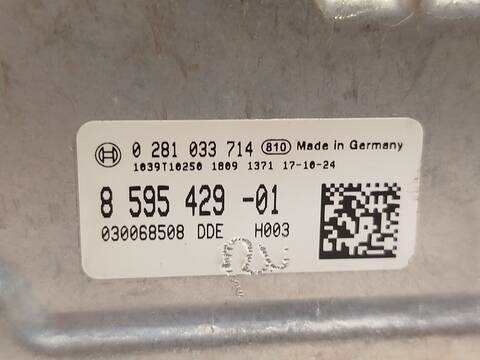 0 281 033 714 810 Made in Germany
1039T10250 1809 1371 17-10-24
8 595 429 -01
030068508 DDE H003